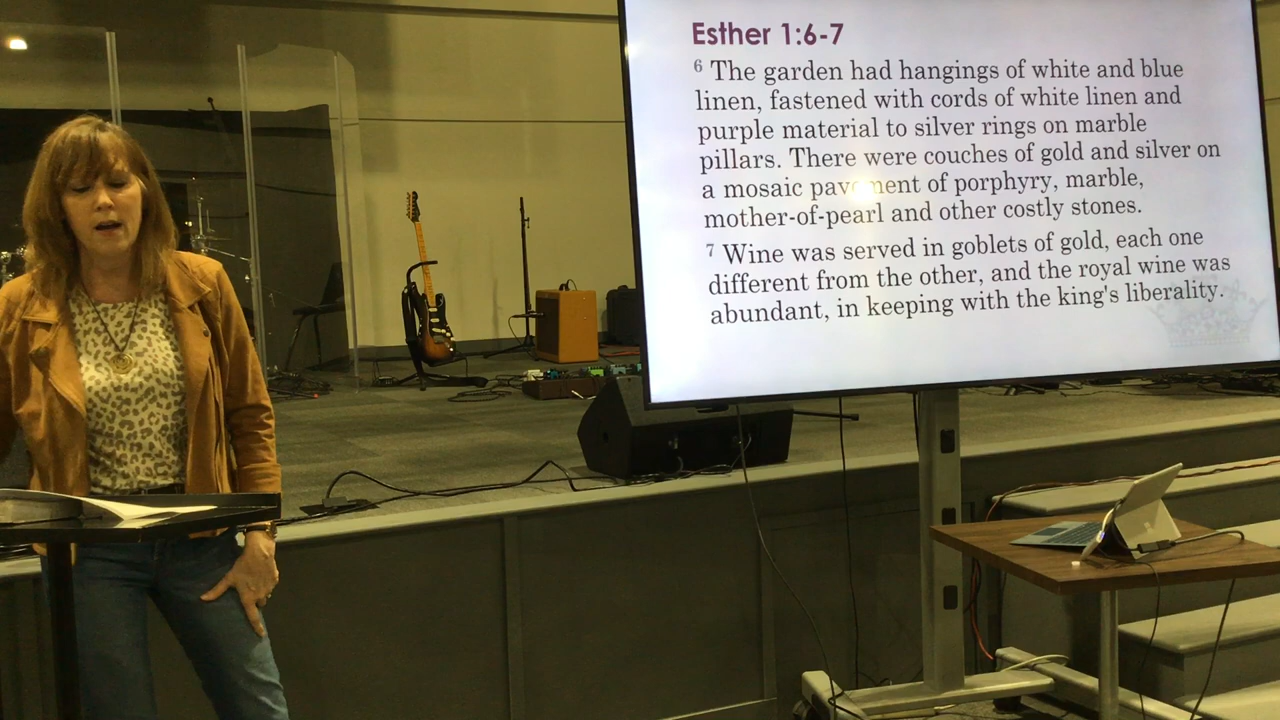 Esther 1:6-7
6 The garden had hangings of white and blue
linen, fastened with cords of white linen and
purple material to silver rings on marble
pillars. There were couches of gold and silver on
a mosaic pavement of porphyry, marble,
mother-of-pearl and other costly stones.
7 Wine was served in goblets of gold, each one
different from the other, and the royal wine was
abundant, in keeping with the king's liberality.